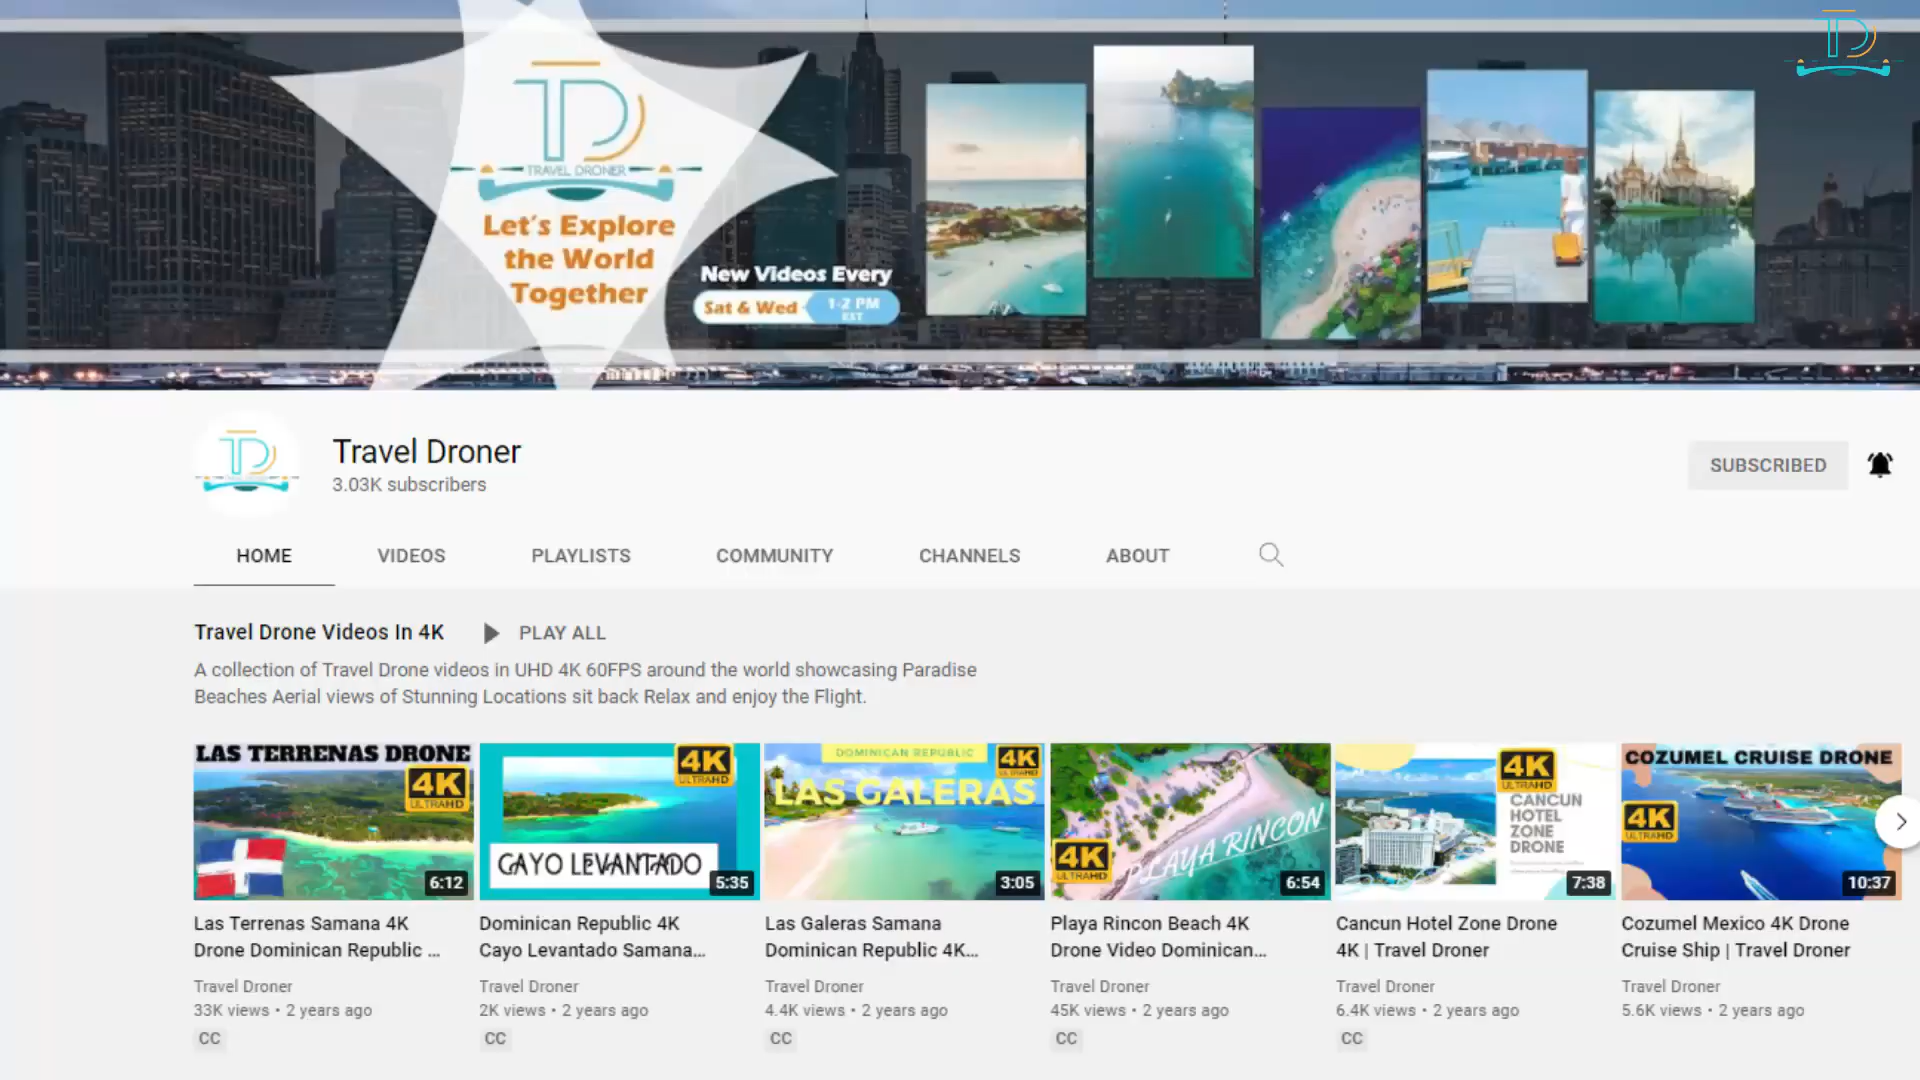 TD
TRAVEL DRONER
Let's Explore
the World
Together
New Videos Every
Sat & Wed
1-2 PM
EST
TD
Travel Droner
3.03K subscribers
SUBSCRIBED
HOME
VIDEOS
PLAYLISTS
COMMUNITY
CHANNELS
ABOUT
Travel Drone Videos In 4K
PLAY ALL
A collection of Travel Drone videos in UHD 4K 60FPS around the world showcasing Paradise
Beaches Aerial views of Stunning Locations sit back Relax and enjoy the Flight.
LAS TERRENAS DRONE
4K
ULTRAHD
6:12
Las Terrenas Samana 4K
Drone Dominican Republic ...
Travel Droner
33K views • 2 years ago
CC
4K
ULTRAHD
CAYO LEVANTADO
5:35
Dominican Republic 4K
Cayo Levantado Samana...
Travel Droner
2K views • 2 years ago
CC
DOMINICAN REPUBLIC
4K
ULTRAHD
LAS GALERAS
3:05
Las Galeras Samana
Dominican Republic 4K...
Travel Droner
4.4K views • 2 years ago
CC
PLAYA RINCON
4K
ULTRAHD
6:54
Playa Rincon Beach 4K
Drone Video Dominican...
Travel Droner
45K views • 2 years ago
CC
4K
ULTRAHD
CANCUN
HOTEL
ZONE
DRONE
7:38
Cancun Hotel Zone Drone
4K | Travel Droner
Travel Droner
6.4K views • 2 years ago
CC
COZUMEL CRUISE DRONE
4K
ULTRAHD
10:37
Cozumel Mexico 4K Drone
Cruise Ship | Travel Droner
Travel Droner
5.6K views • 2 years ago